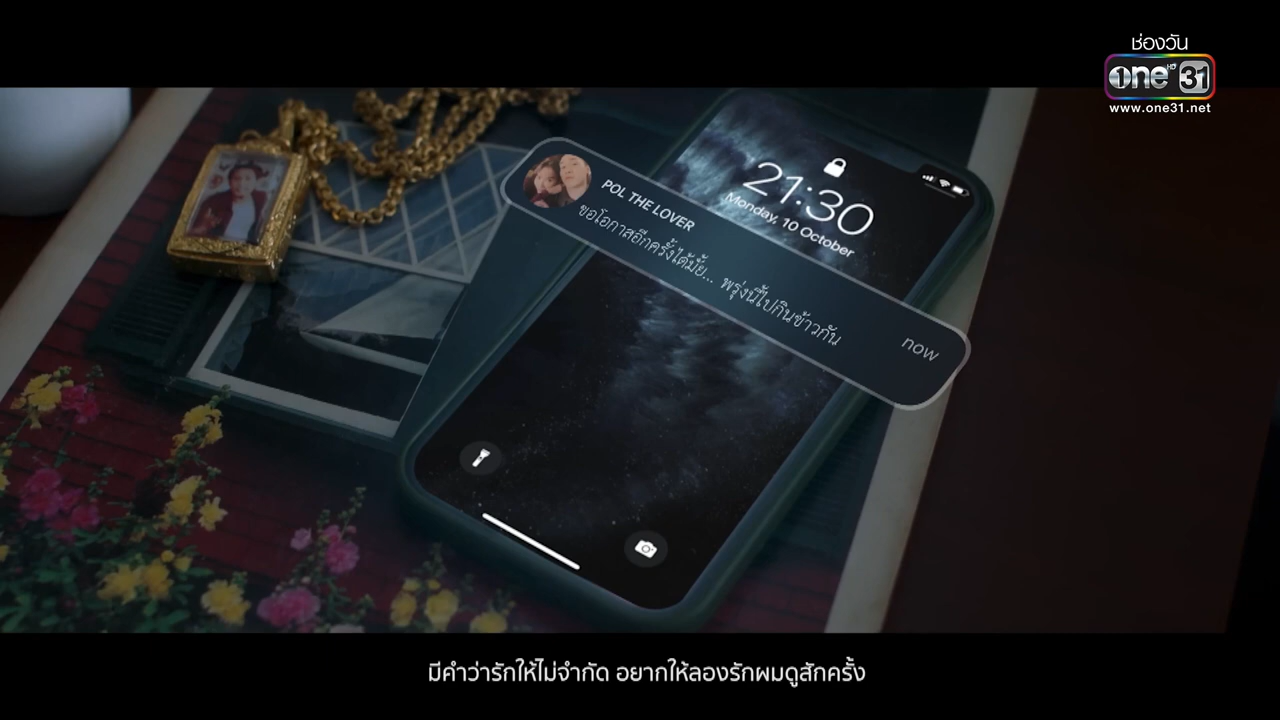 ช่องวัน
one HD 31
www.one31.net
21:30
Monday, 10 October
POL THE LOVER
ขอโอกาสอีกครั้งได้มั้ย... พรุ่งนี้ไปกินข้าวกัน
now
มีคำว่ารักให้ไม่จำกัด อยากให้ลองรักผมดูสักครั้ง